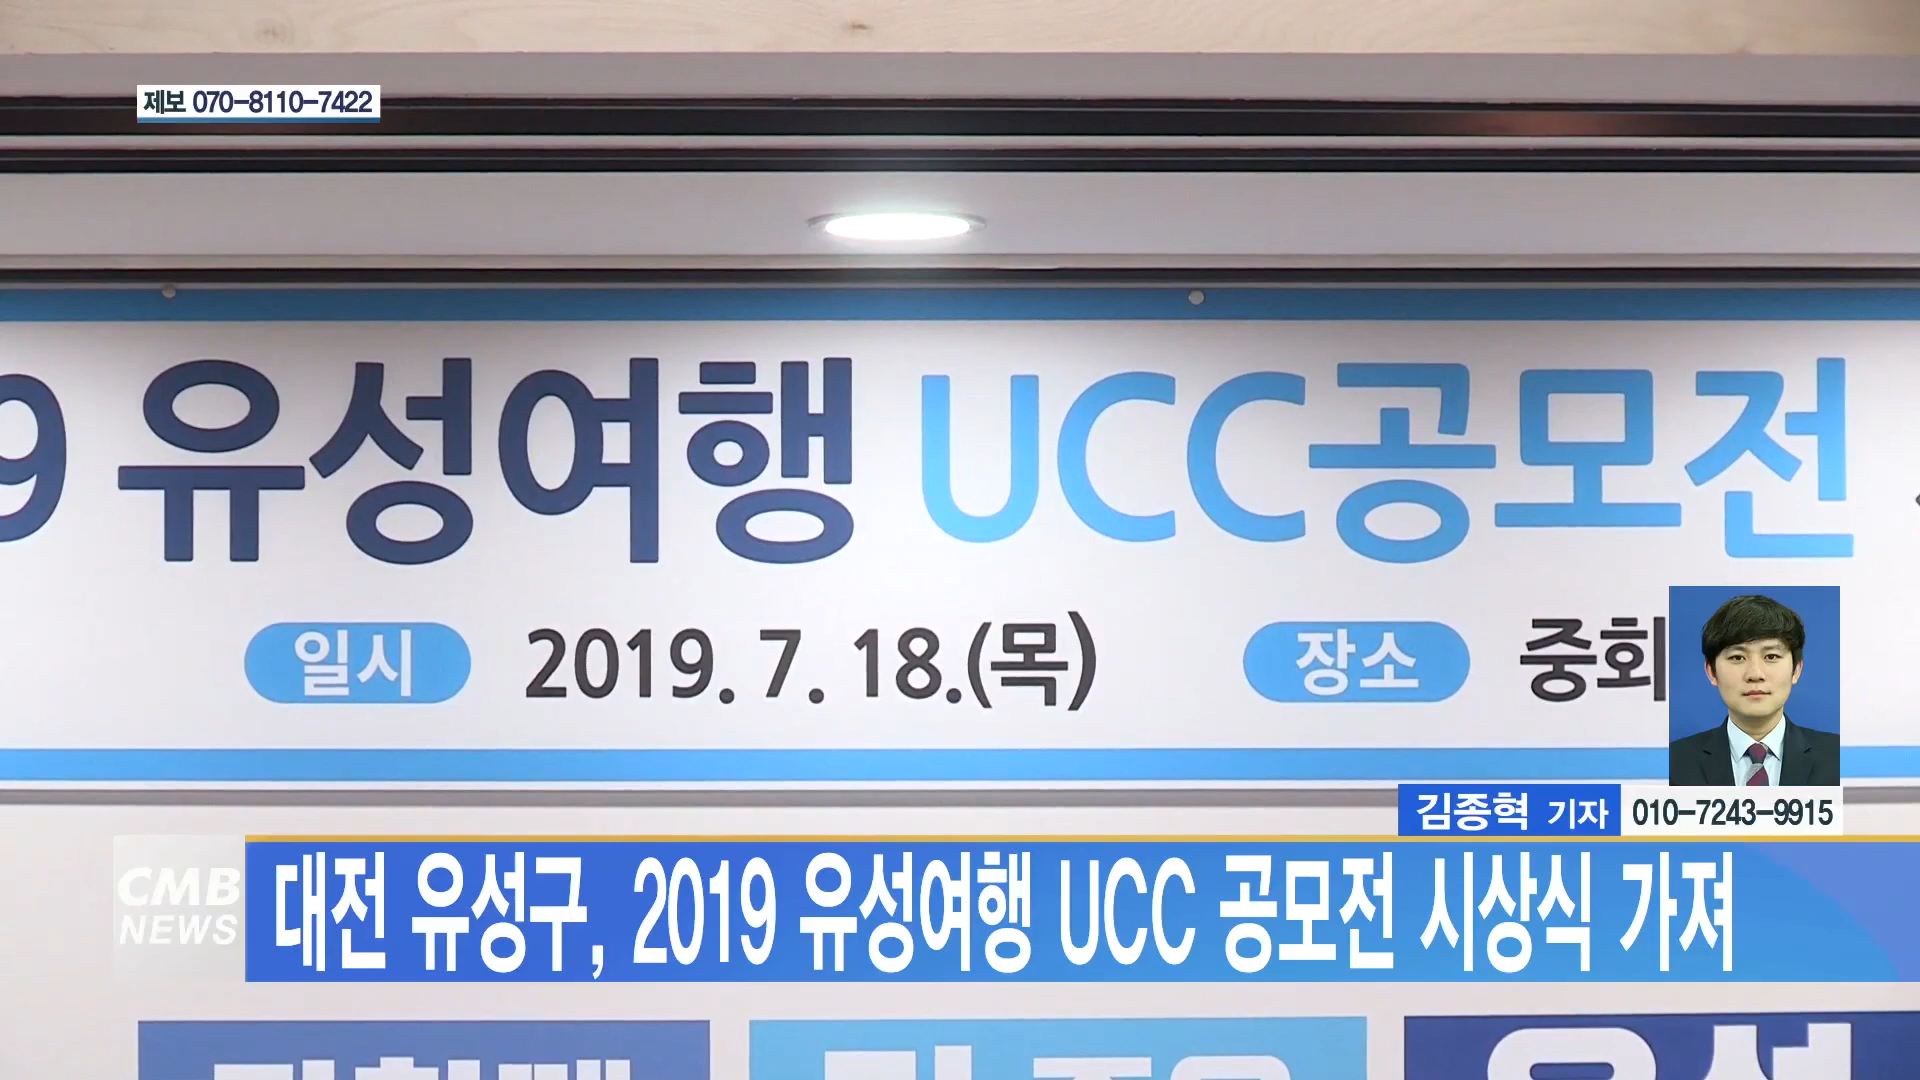 제보 070-8110-7422
9 유성여행 UCC공모전
일시 2019. 7. 18.(목) 장소 중회
김종혁 기자 010-7243-9915
CMB
NEWS
대전 유성구, 2019 유성여행 UCC 공모전 시상식 가져
유성